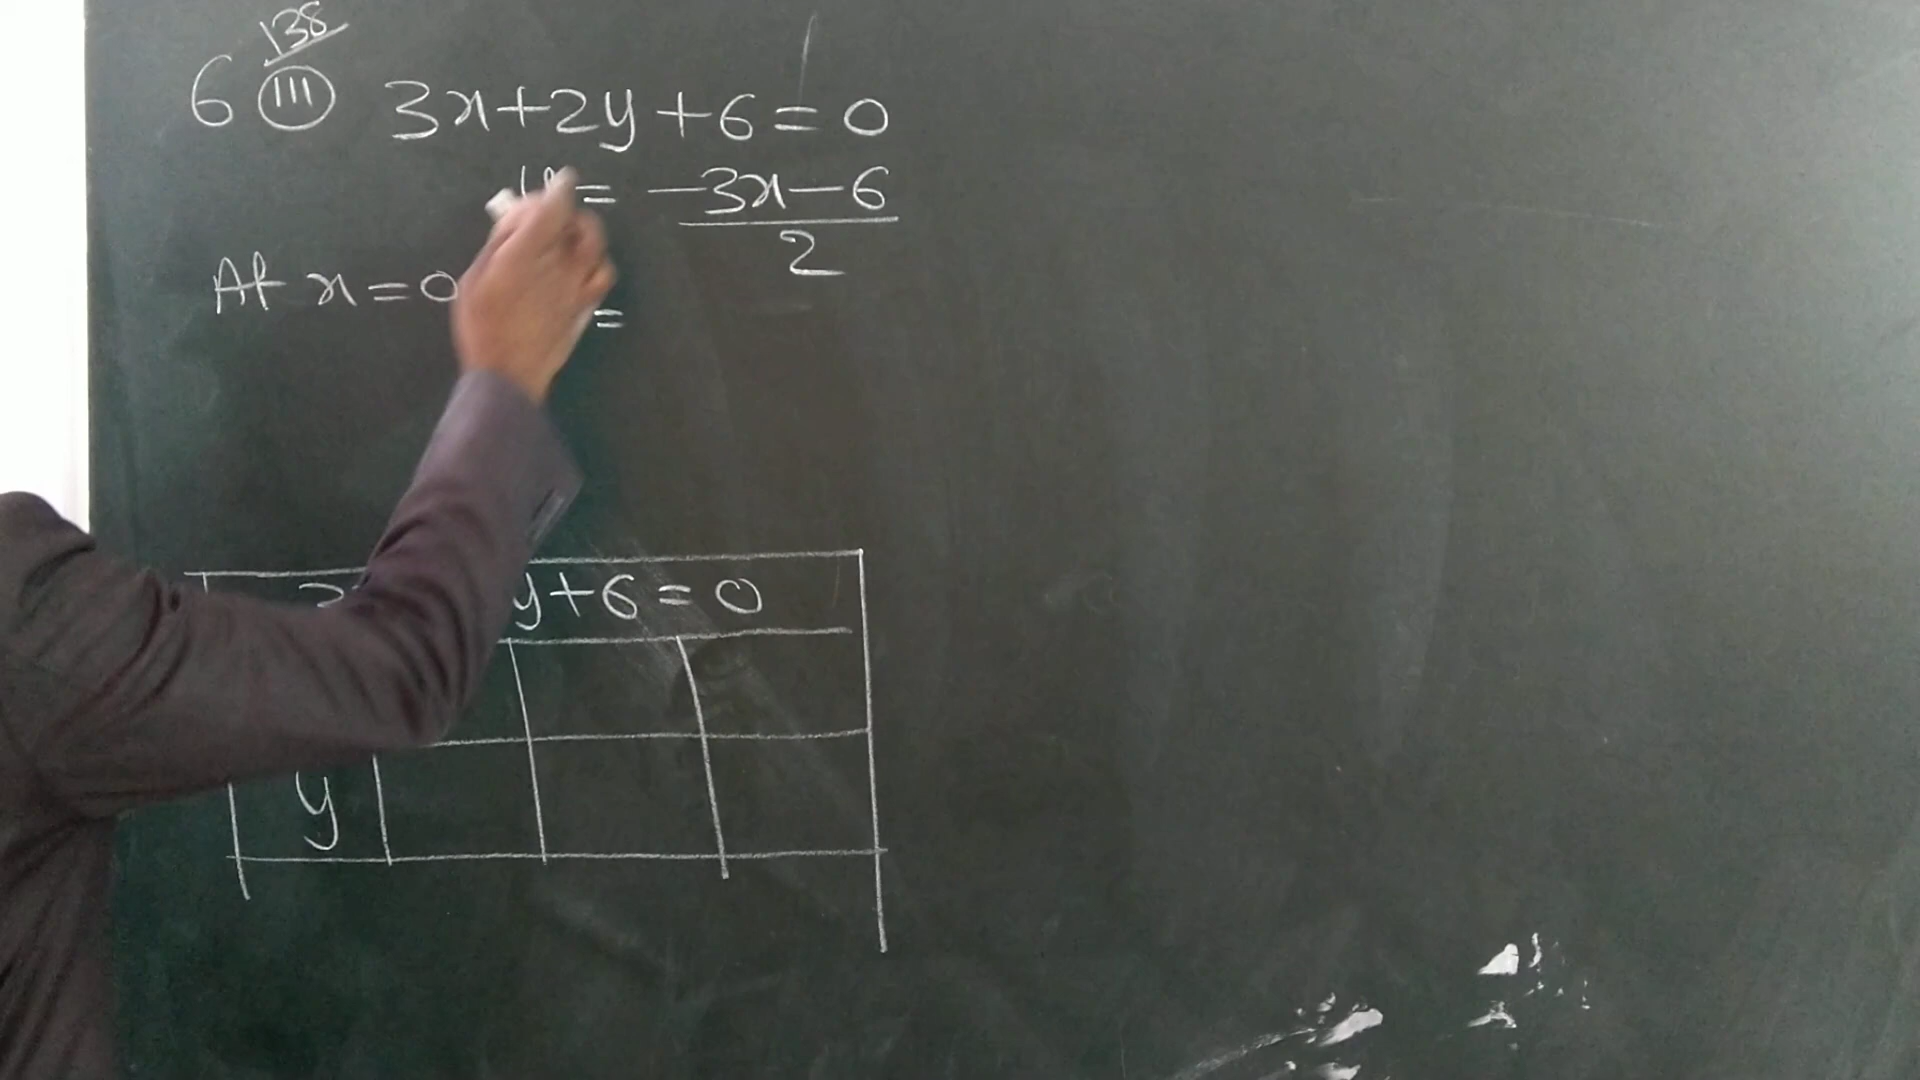 138
6 (III) 3x+2y+6=0
y= -3x-6
2
At x=0
=
y+6=0
y